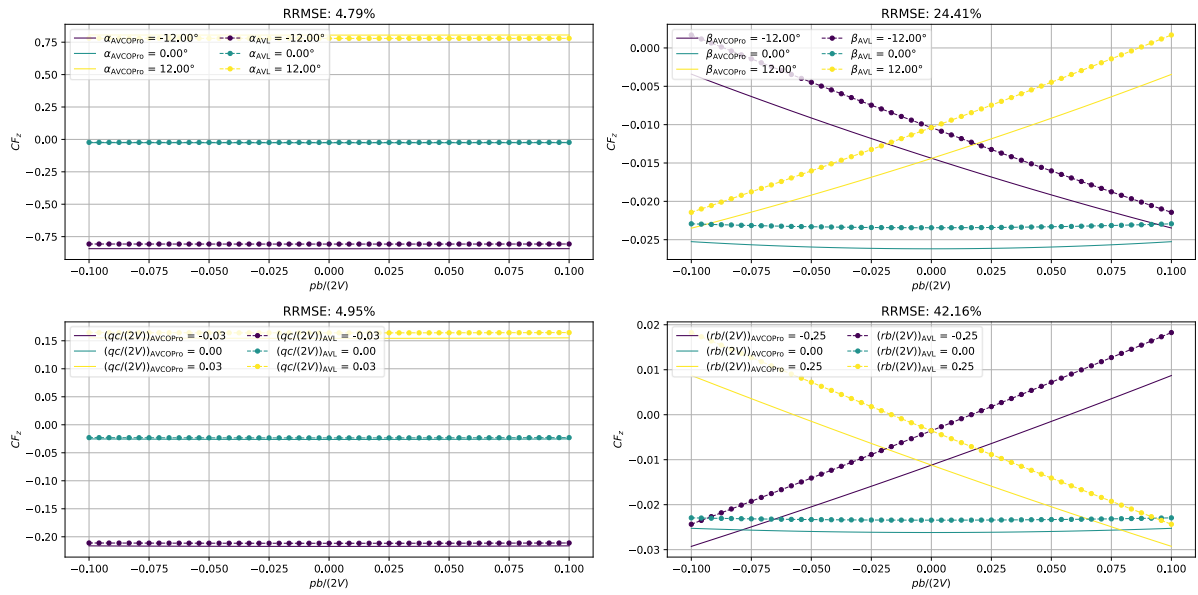 RRMSE: 4.79%
α_AVCOPro = -12.00° α_AVL = -12.00°
α_AVCOPro = 0.00° α_AVL = 0.00°
α_AVCOPro = 12.00° α_AVL = 12.00°
0.75
0.50
0.25
0.00
−0.25
−0.50
−0.75
CF_z
−0.100 −0.075 −0.050 −0.025 0.000 0.025 0.050 0.075 0.100
pb/(2V)
RRMSE: 24.41%
β_AVCOPro = -12.00° β_AVL = -12.00°
β_AVCOPro = 0.00° β_AVL = 0.00°
β_AVCOPro = 12.00° β_AVL = 12.00°
0.000
−0.005
−0.010
−0.015
−0.020
−0.025
CF_z
−0.100 −0.075 −0.050 −0.025 0.000 0.025 0.050 0.075 0.100
pb/(2V)
RRMSE: 4.95%
(qc/(2V))_AVCOPro = -0.03 (qc/(2V))_AVL = -0.03
(qc/(2V))_AVCOPro = 0.00 (qc/(2V))_AVL = 0.00
(qc/(2V))_AVCOPro = 0.03 (qc/(2V))_AVL = 0.03
0.15
0.10
0.05
0.00
−0.05
−0.10
−0.15
−0.20
CF_z
−0.100 −0.075 −0.050 −0.025 0.000 0.025 0.050 0.075 0.100
pb/(2V)
RRMSE: 42.16%
(rb/(2V))_AVCOPro = -0.25 (rb/(2V))_AVL = -0.25
(rb/(2V))_AVCOPro = 0.00 (rb/(2V))_AVL = 0.00
(rb/(2V))_AVCOPro = 0.25 (rb/(2V))_AVL = 0.25
0.02
0.01
0.00
−0.01
−0.02
−0.03
CF_z
−0.100 −0.075 −0.050 −0.025 0.000 0.025 0.050 0.075 0.100
pb/(2V)